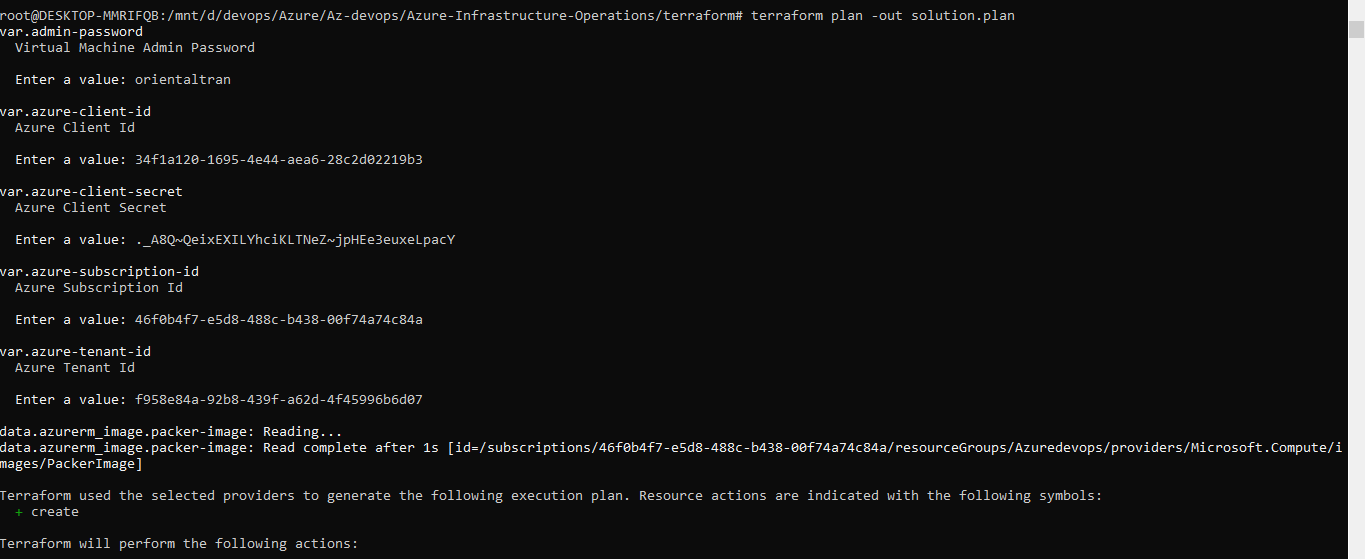 root@DESKTOP-MMRIFQB:/mnt/d/devops/Azure/Az-devops/Azure-Infrastructure-Operations/terraform# terraform plan -out solution.plan
var.admin-password
  Virtual Machine Admin Password

  Enter a value: orientaltran

var.azure-client-id
  Azure Client Id

  Enter a value: 34f1a120-1695-4e44-aea6-28c2d02219b3

var.azure-client-secret
  Azure Client Secret

  Enter a value: ._A8Q~QeixEXILYhciKLTNeZ~jpHEe3euxeLpacY

var.azure-subscription-id
  Azure Subscription Id

  Enter a value: 46f0b4f7-e5d8-488c-b438-00f74a74c84a

var.azure-tenant-id
  Azure Tenant Id

  Enter a value: f958e84a-92b8-439f-a62d-4f45996b6d07

data.azurerm_image.packer-image: Reading...
data.azurerm_image.packer-image: Read complete after 1s [id=/subscriptions/46f0b4f7-e5d8-488c-b438-00f74a74c84a/resourceGroups/Azuredevops/providers/Microsoft.Compute/i
mages/PackerImage]

Terraform used the selected providers to generate the following execution plan. Resource actions are indicated with the following symbols:
  + create

Terraform will perform the following actions: